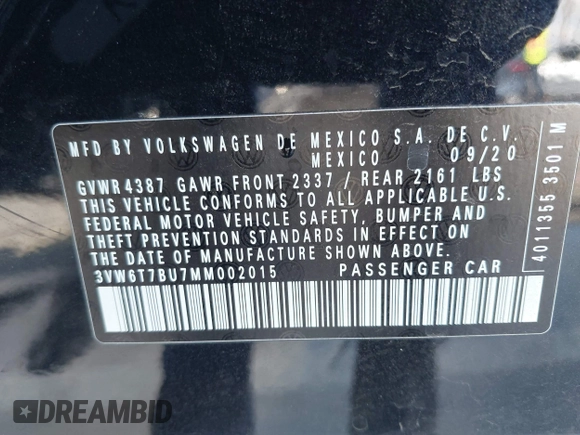 MFD BY VOLKSWAGEN DE MEXICO S.A. DE C.V.
MEXICO 09/20
GVWR 4387 GAWR FRONT 2337 / REAR 2161 LBS
THIS VEHICLE CONFORMS TO ALL APPLICABLE U.S.
FEDERAL MOTOR VEHICLE SAFETY, BUMPER AND
THEFT PREVENTION STANDARDS IN EFFECT ON
THE DATE OF MANUFACTURE SHOWN ABOVE.
3VW6T7BU7MM002015 PASSENGER CAR
4011355 3501 M
DREAMBID